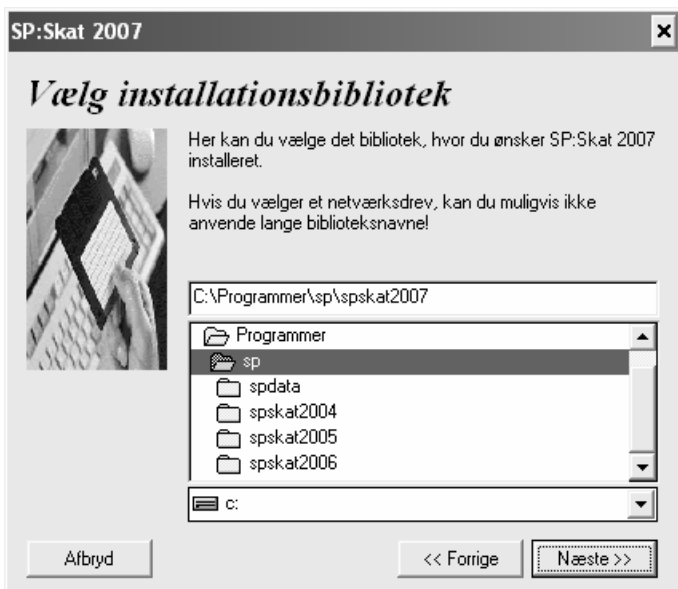 SP:Skat 2007
Vælg installationsbibliotek
Her kan du vælge det bibliotek, hvor du ønsker SP:Skat 2007
installeret.
Hvis du vælger et netværksdrev, kan du muligvis ikke
anvende lange biblioteksnavne!
C:\Programmer\sp\spskat2007
Programmer
sp
spdata
spskat2004
spskat2005
spskat2006
c:
Afbryd
<< Forrige
Næste >>